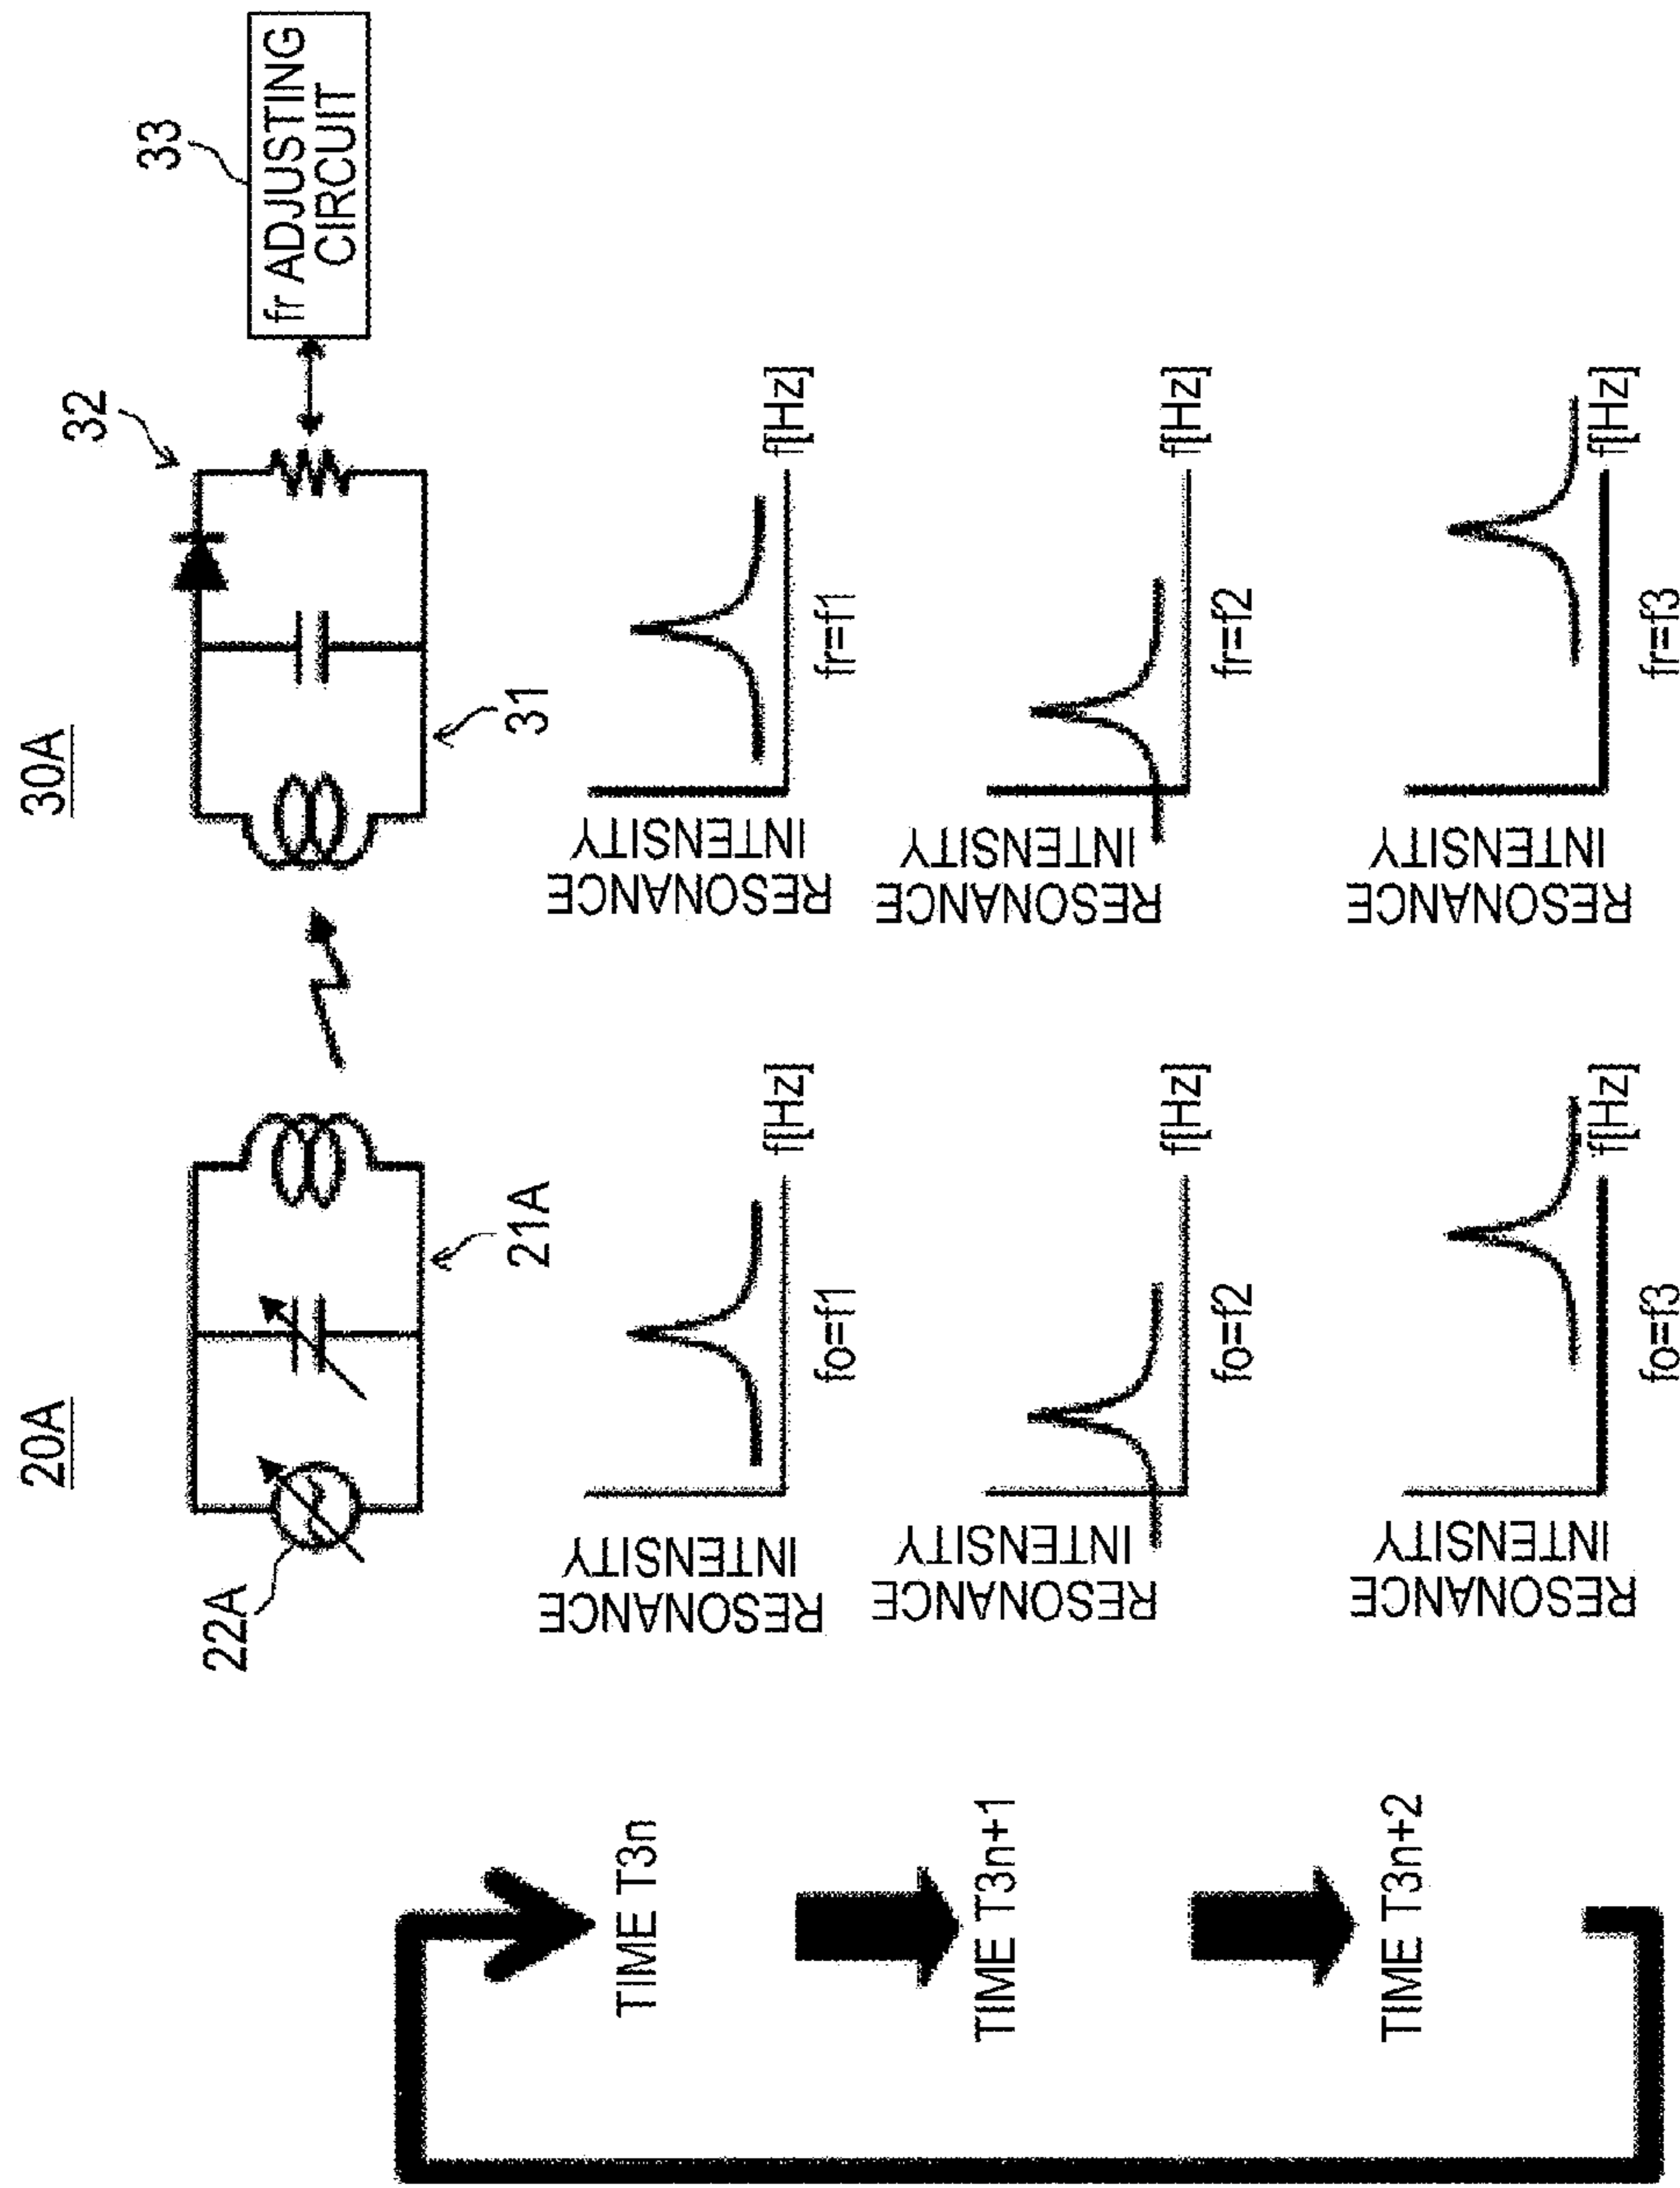 20A
30A
22A
21A
31
32
33
fr ADJUSTING
CIRCUIT
TIME T3n
RESONANCE
INTENSITY
f[Hz]
fo=f1
RESONANCE
INTENSITY
f[Hz]
fr=f1
TIME T3n+1
RESONANCE
INTENSITY
f[Hz]
fo=f2
RESONANCE
INTENSITY
f[Hz]
fr=f2
TIME T3n+2
RESONANCE
INTENSITY
f[Hz]
fo=f3
RESONANCE
INTENSITY
f[Hz]
fr=f3